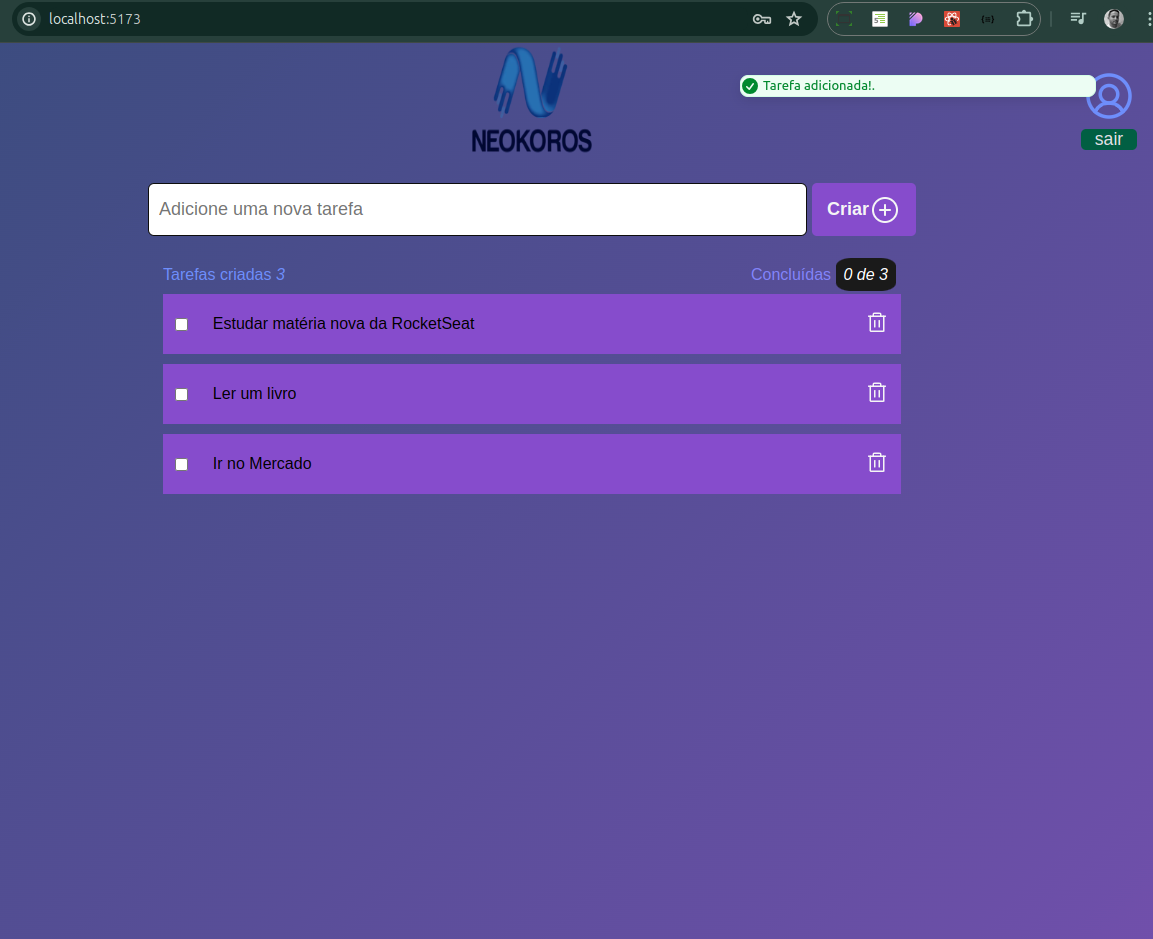 localhost:5173
Tarefa adicionada!.
NEOKOROS
sair
Adicione uma nova tarefa
Criar
Tarefas criadas 3
Concluídas 0 de 3
Estudar matéria nova da RocketSeat
Ler um livro
Ir no Mercado